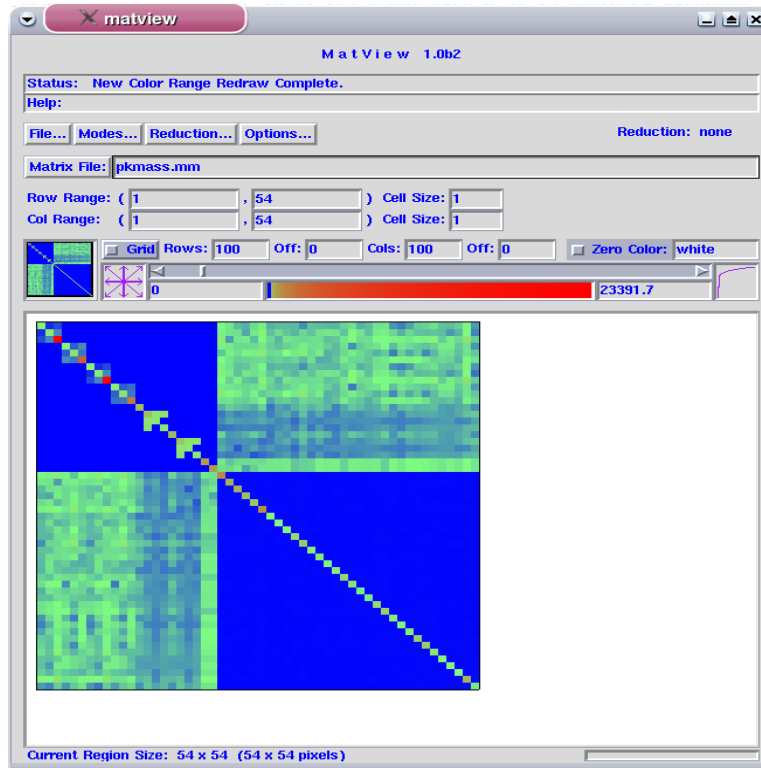 matview
MatView 1.0b2
Status: New Color Range Redraw Complete.
Help:
File... Modes... Reduction... Options... Reduction: none
Matrix File: pkmass.mm
Row Range: ( 1 , 54 ) Cell Size: 1
Col Range: ( 1 , 54 ) Cell Size: 1
Grid Rows: 100 Off: 0 Cols: 100 Off: 0 Zero Color: white
0 23391.7
Current Region Size: 54 x 54 (54 x 54 pixels)